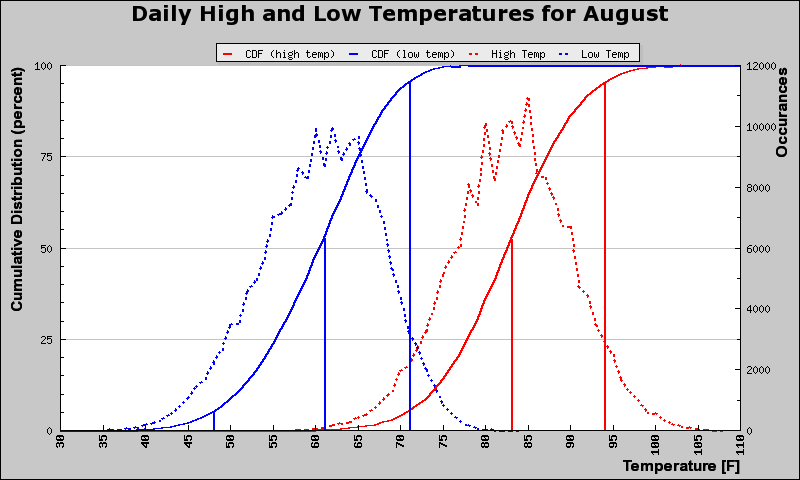 Daily High and Low Temperatures for August
CDF (high temp) CDF (low temp) High Temp Low Temp
Cumulative Distribution (percent)
100
75
50
25
0
12000
10000
8000
6000
4000
2000
0
Occurances
30 35 40 45 50 55 60 65 70 75 80 85 90 95 100 105 110
Temperature [F]